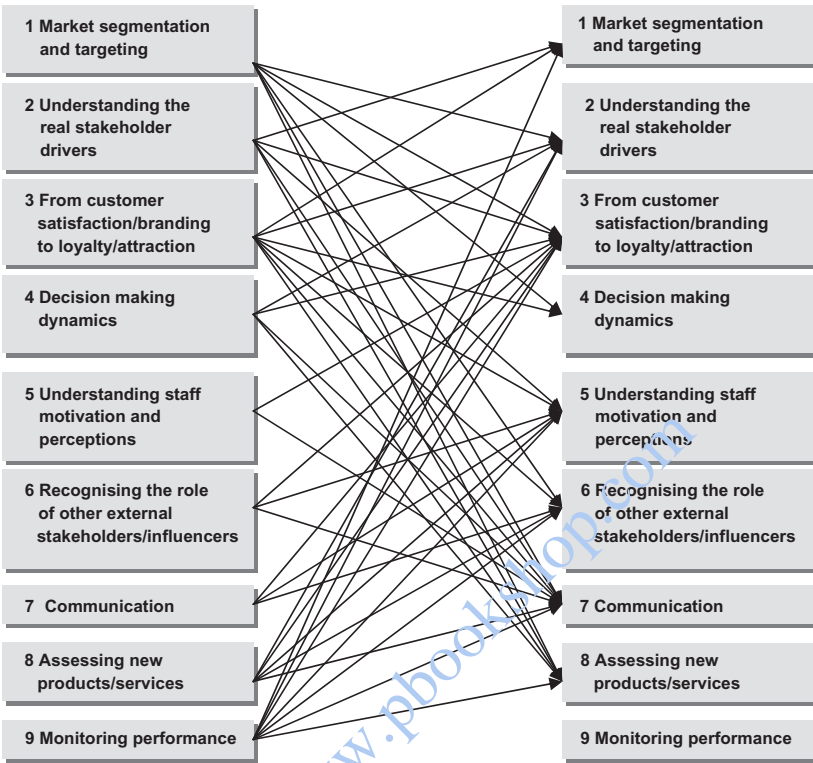 1 Market segmentation
and targeting
2 Understanding the
real stakeholder
drivers
3 From customer
satisfaction/branding
to loyalty/attraction
4 Decision making
dynamics
5 Understanding staff
motivation and
perceptions
6 Recognising the role
of other external
stakeholders/influencers
7 Communication
8 Assessing new
products/services
9 Monitoring performance
1 Market segmentation
and targeting
2 Understanding the
real stakeholder
drivers
3 From customer
satisfaction/branding
to loyalty/attraction
4 Decision making
dynamics
5 Understanding staff
motivation and
perceptions
6 Recognising the role
of other external
stakeholders/influencers
7 Communication
8 Assessing new
products/services
9 Monitoring performance
w.pbookshop.com